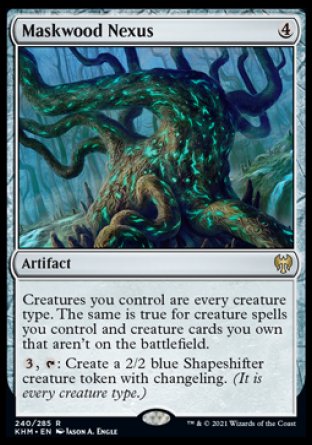 Maskwood Nexus 4
Artifact
Creatures you control are every creature
type. The same is true for creature spells
you control and creature cards you own
that aren't on the battlefield.
3, T: Create a 2/2 blue Shapeshifter
creature token with changeling. (It is
every creature type.)
240/285 R
KHM • EN Jason A. Engle ™ & © 2021 Wizards of the Coast